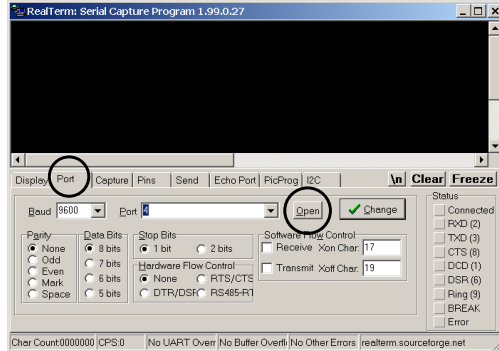 RealTerm: Serial Capture Program 1.99.0.27
Display Port Capture Pins Send Echo Port PicProg I2C \n Clear Freeze
Baud 9600 Port 4 Open Change
Parity
None
Odd
Even
Mark
Space
Data Bits
8 bits
7 bits
6 bits
5 bits
Stop Bits
1 bit 2 bits
Hardware Flow Control
None RTS/CTS
DTR/DSR RS485-RT
Software Flow Control
Receive Xon Char: 17
Transmit Xoff Char: 19
Status
Connected
RXD (2)
TXD (3)
CTS (8)
DCD (1)
DSR (6)
Ring (9)
BREAK
Error
Char Count:0000000 CPS:0 No UART Overr No Buffer Overfl No Other Errors realterm.sourceforge.net